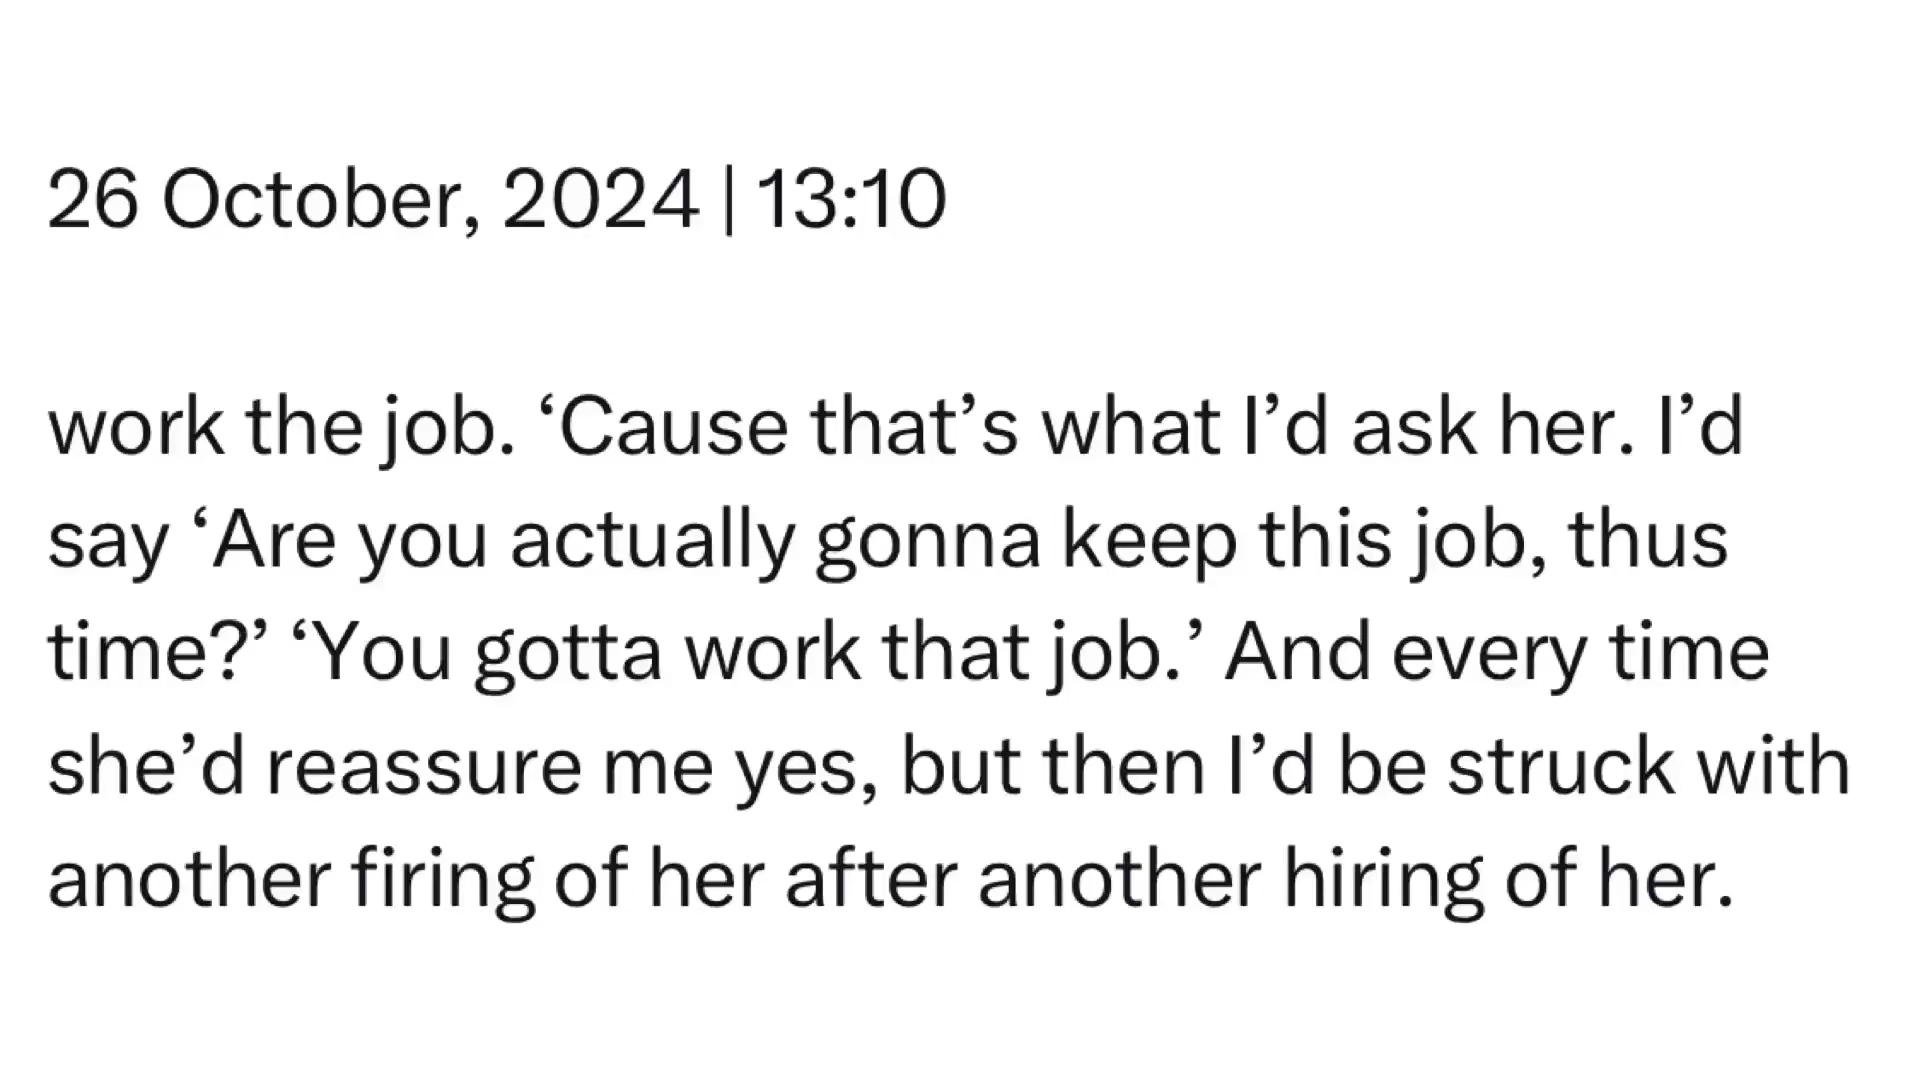 26 October, 2024 | 13:10
work the job. ‘Cause that’s what I’d ask her. I’d
say ‘Are you actually gonna keep this job, thus
time?’ ‘You gotta work that job.’ And every time
she’d reassure me yes, but then I’d be struck with
another firing of her after another hiring of her.